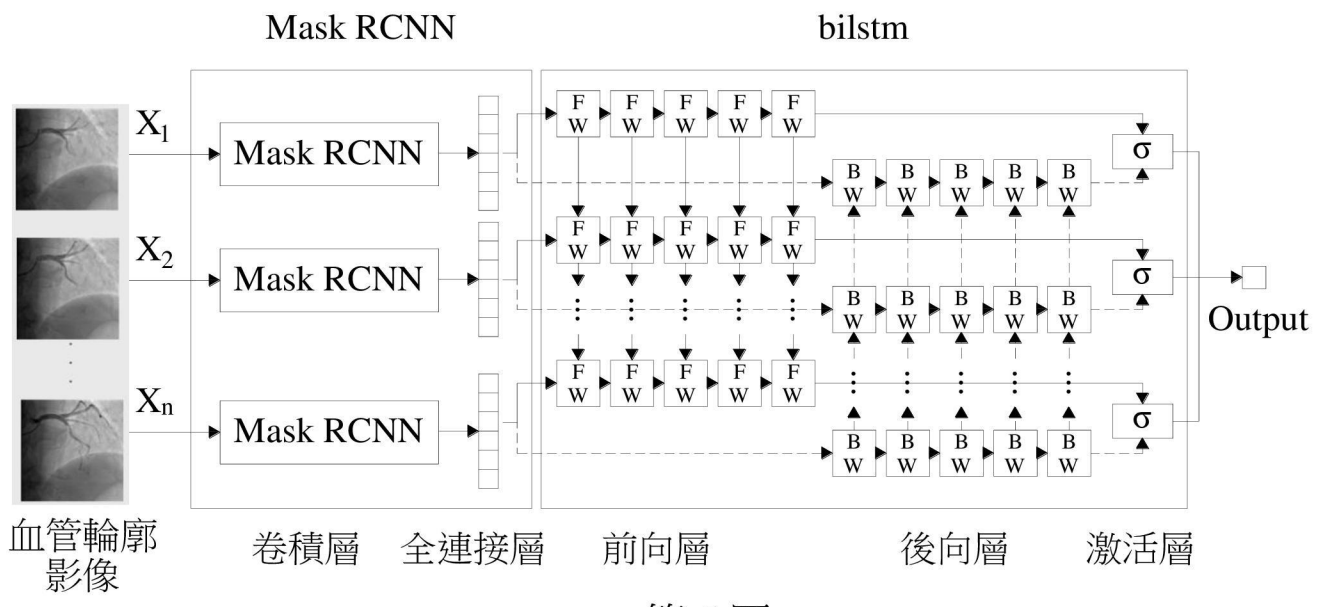 Mask RCNN
bilstm
X1
Mask RCNN
F W F W F W F W F W
σ
B W B W B W B W B W
X2
Mask RCNN
F W F W F W F W F W
σ
B W B W B W B W B W
Output
Xn
Mask RCNN
F W F W F W F W F W
σ
B W B W B W B W B W
血管輪廓
影像
卷積層
全連接層
前向層
後向層
激活層